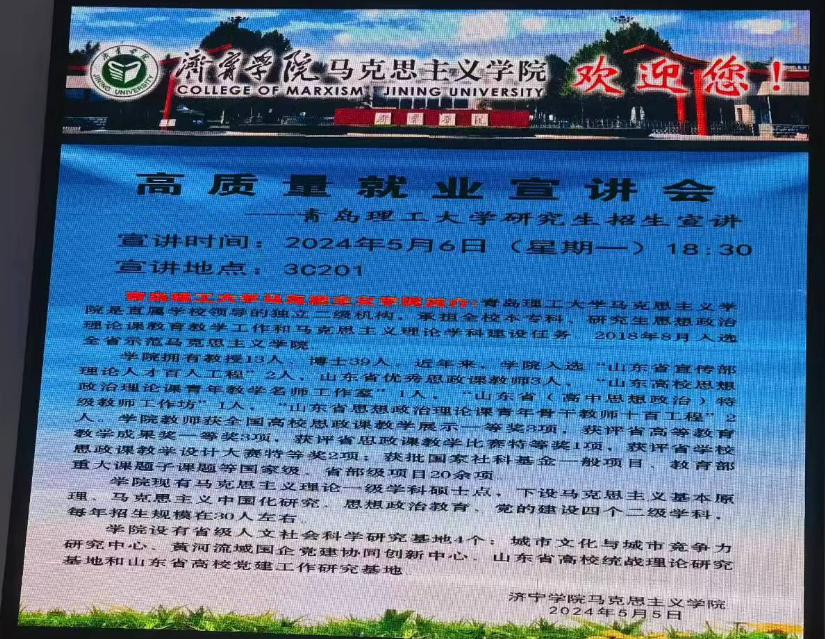 济宁学院
JINING UNIVERSITY
濟寧學院 马克思主义学院 欢迎您!
COLLEGE OF MARXISM JINING UNIVERSITY
济宁学院
高质量就业宣讲会
——青岛理工大学研究生招生宣讲
宣讲时间:2024年5月6日(星期一)18:30
宣讲地点:3C201
青岛理工大学马克思主义学院简介:青岛理工大学马克思主义学
院是直属学校领导的独立二级机构,承担全校本专科、研究生思想政治
理论课教育教学工作和马克思主义理论学科建设任务,2018年8月入选
全省示范马克思主义学院。
学院拥有教授13人、博士39人。近年来,学院入选“山东省宣传部
理论人才百人工程”2人,山东省优秀思政课教师3人,“山东高校思想
政治理论课青年教学名师工作室”1人,“山东省(高中思想政治)特
级教师工作坊”1人,“山东省思想政治理论课青年骨干教师十百工程”2
人。学院教师获全国高校思政课教学展示一等奖3项,获评省高等教育
教学成果奖一等奖3项,获评省思政课教学比赛特等奖1项,获评省学校
思政课教学设计大赛特等奖2项;获批国家社科基金一般项目、教育部
重大课题子课题等国家级、省部级项目20余项。
学院现有马克思主义理论一级学科硕士点,下设马克思主义基本原
理、马克思主义中国化研究、思想政治教育、党的建设四个二级学科,
每年招生规模在30人左右。
学院设有省级人文社会科学研究基地4个:城市文化与城市竞争力
研究中心、黄河流域国企党建协同创新中心、山东省高校统战理论研究
基地和山东省高校党建工作研究基地。
济宁学院马克思主义学院
2024年5月5日